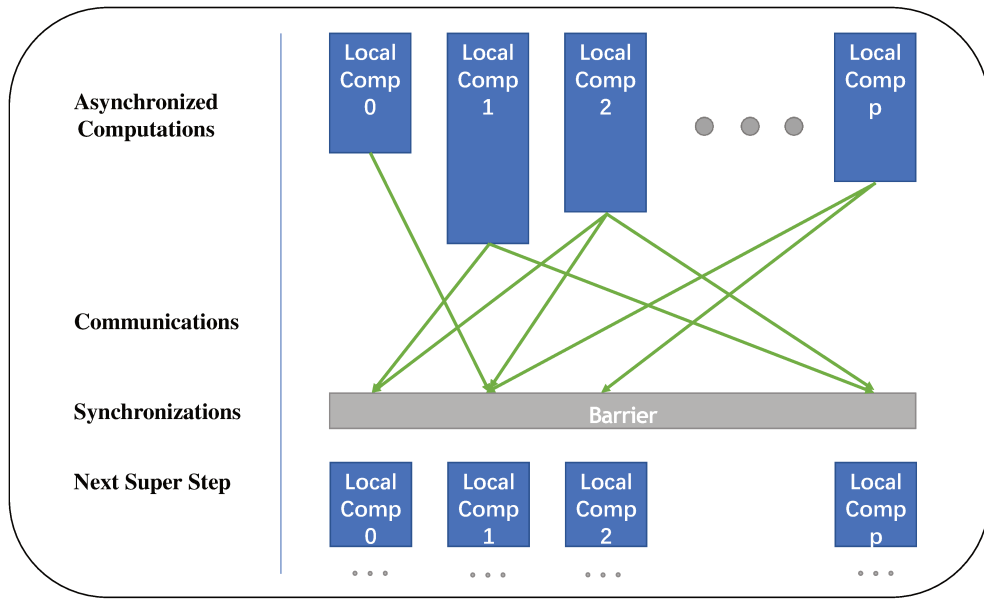 Asynchronized
Computations
Local
Comp
0
Local
Comp
1
Local
Comp
2
Local
Comp
p
Communications
Synchronizations
Barrier
Next Super Step
Local
Comp
0
Local
Comp
1
Local
Comp
2
Local
Comp
p